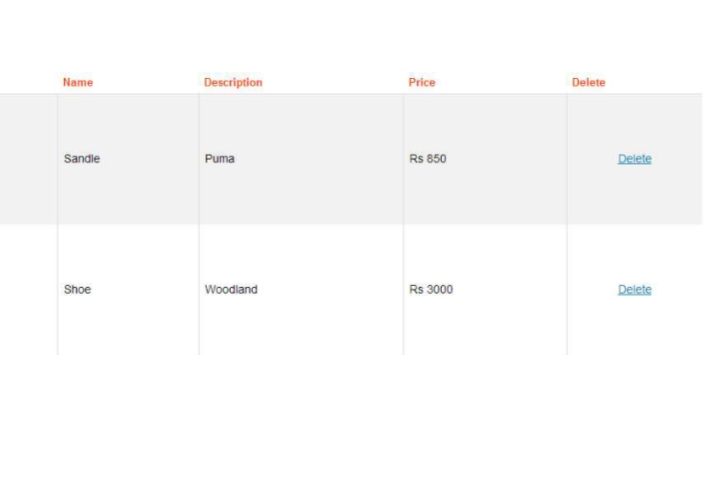 Name Description Price Delete
Sandle Puma Rs 850 Delete
Shoe Woodland Rs 3000 Delete